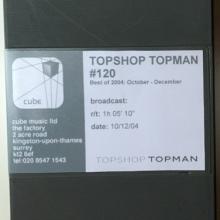 TOPSHOP TOPMAN
#120
Best of 2004: October - December
broadcast:
r/t: 1h 05' 10"
date: 10/12/04
cube
cube music ltd
the factory
2 acre road
kingston-upon-thames
surrey
kt2 6ef
tel 020 8547 1543
TOPSHOP TOPMAN